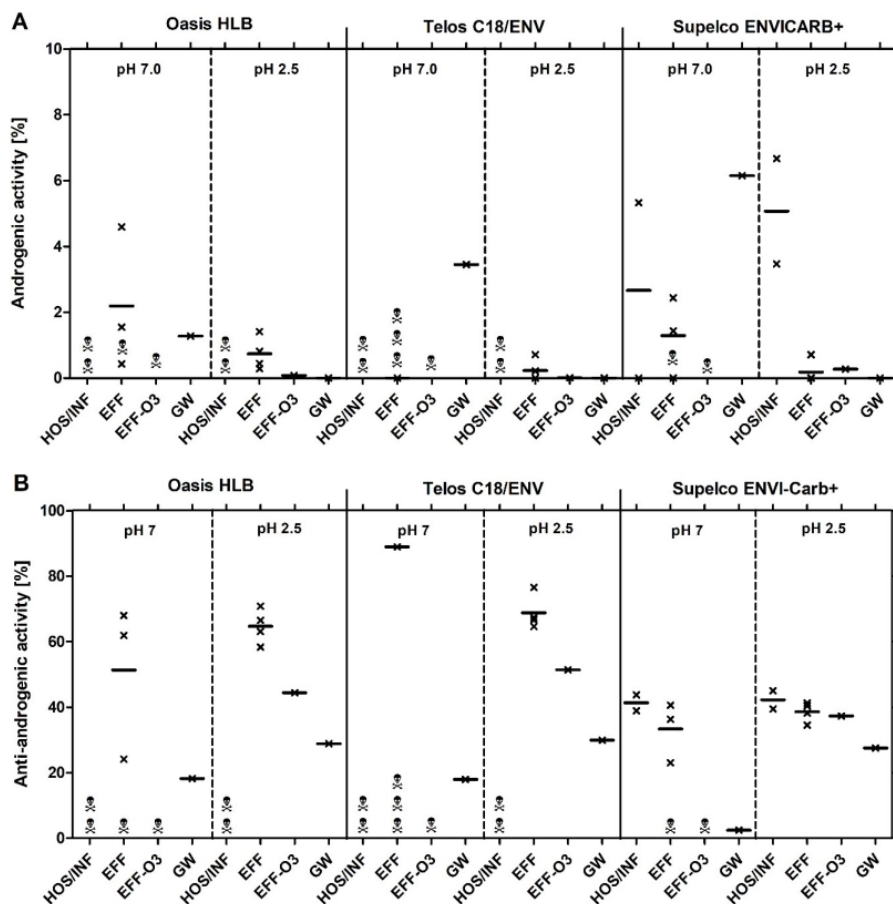 A
Oasis HLB Telos C18/ENV Supelco ENVICARB+
pH 7.0 pH 2.5 pH 7.0 pH 2.5 pH 7.0 pH 2.5
Androgenic activity [%]
10
8
6
4
2
0
HOS/INF EFF EFF-O3 GW HOS/INF EFF EFF-O3 GW HOS/INF EFF EFF-O3 GW HOS/INF EFF EFF-O3 GW HOS/INF EFF EFF-O3 GW HOS/INF EFF EFF-O3 GW
B
Oasis HLB Telos C18/ENV Supelco ENVI-Carb+
pH 7 pH 2.5 pH 7 pH 2.5 pH 7 pH 2.5
Anti-androgenic activity [%]
100
80
60
40
20
0
HOS/INF EFF EFF-O3 GW HOS/INF EFF EFF-O3 GW HOS/INF EFF EFF-O3 GW HOS/INF EFF EFF-O3 GW HOS/INF EFF EFF-O3 GW HOS/INF EFF EFF-O3 GW